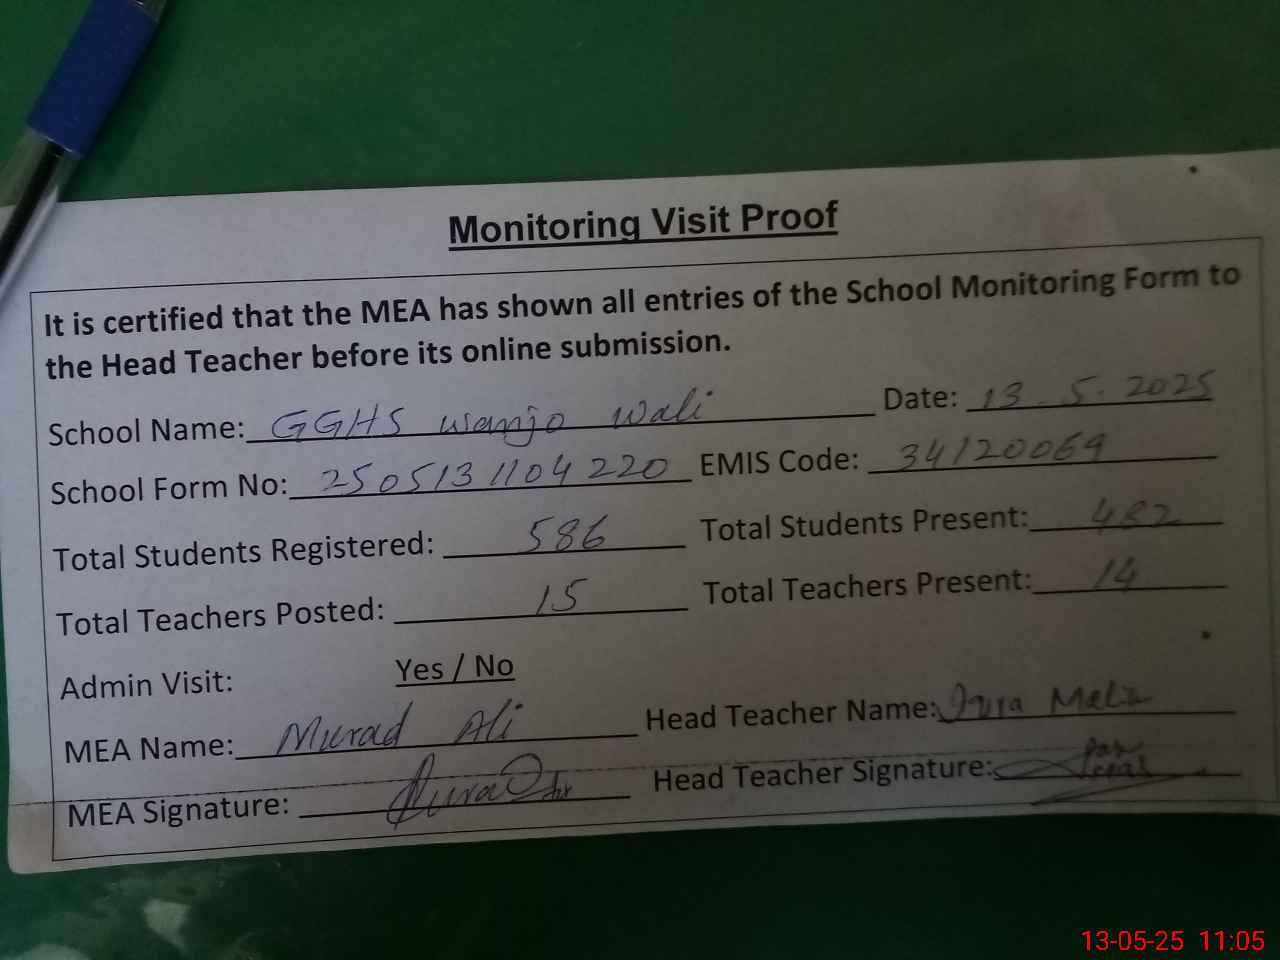 Monitoring Visit Proof
It is certified that the MEA has shown all entries of the School Monitoring Form to
the Head Teacher before its online submission.
School Name: GGHS wanjo wali Date: 13.5.2025
School Form No: 2505131104220 EMIS Code: 34120069
Total Students Registered: 586 Total Students Present: 482
Total Teachers Posted: 15 Total Teachers Present: 14
Admin Visit: Yes / No
MEA Name: Murad Ali Head Teacher Name:
MEA Signature: Head Teacher Signature:
13-05-25 11:05